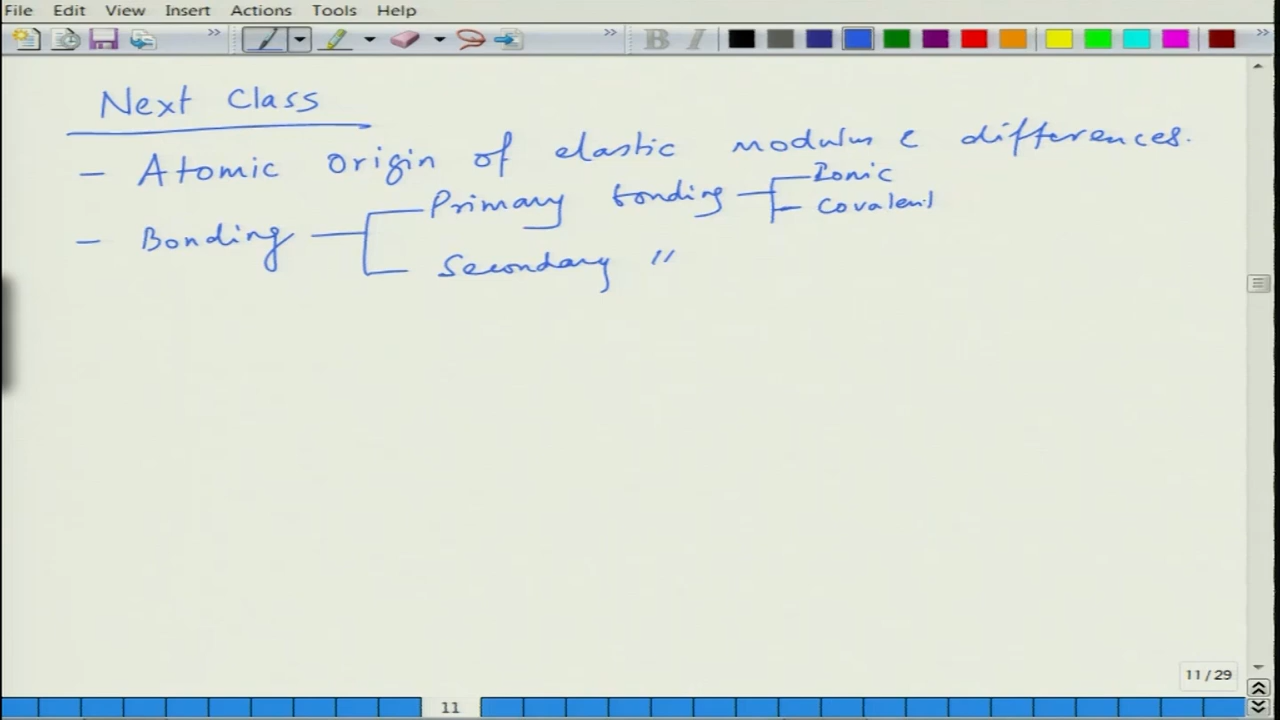 File Edit View Insert Actions Tools Help
B I
Next Class
- Atomic origin of elastic modulus & differences.
- Bonding Primary bonding Ionic
Covalent
Secondary "
11 / 29
11